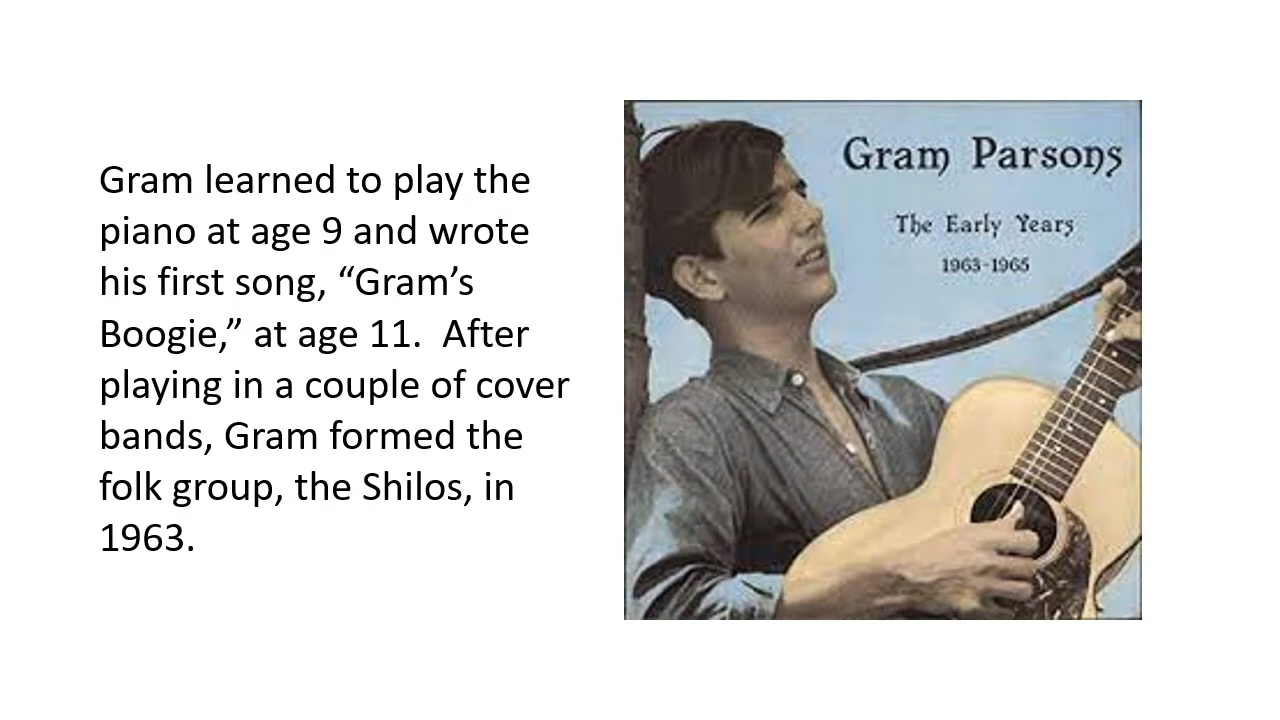 Gram learned to play the
piano at age 9 and wrote
his first song, “Gram’s
Boogie,” at age 11.  After
playing in a couple of cover
bands, Gram formed the
folk group, the Shilos, in
1963.
Gram Parsons
The Early Years
1963-1965